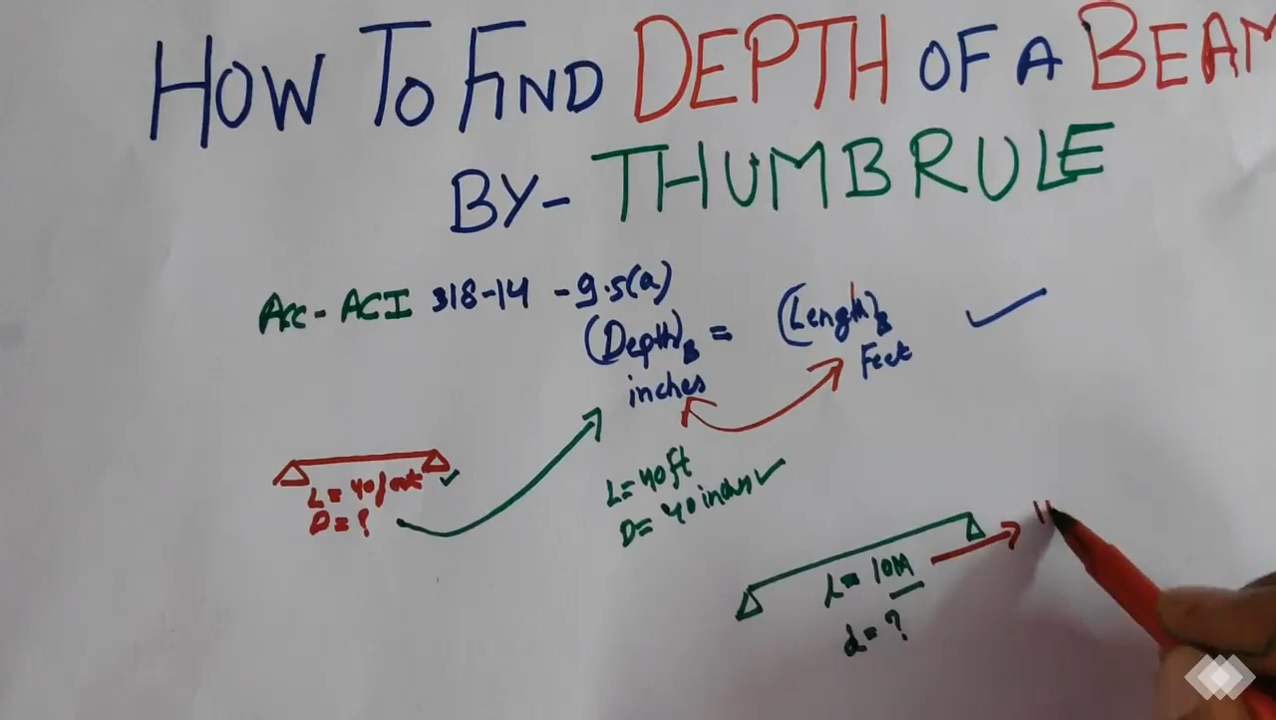 HOW TO FIND DEPTH OF A BEAM
BY- THUMBRULE
Acc - ACI 318-14 - 9.5(a)
(Depth)B = (Length)B
inches Feet
L= 40 feet
D= ?
L= 40ft
D= 40 inches
L= 10M
d= ?